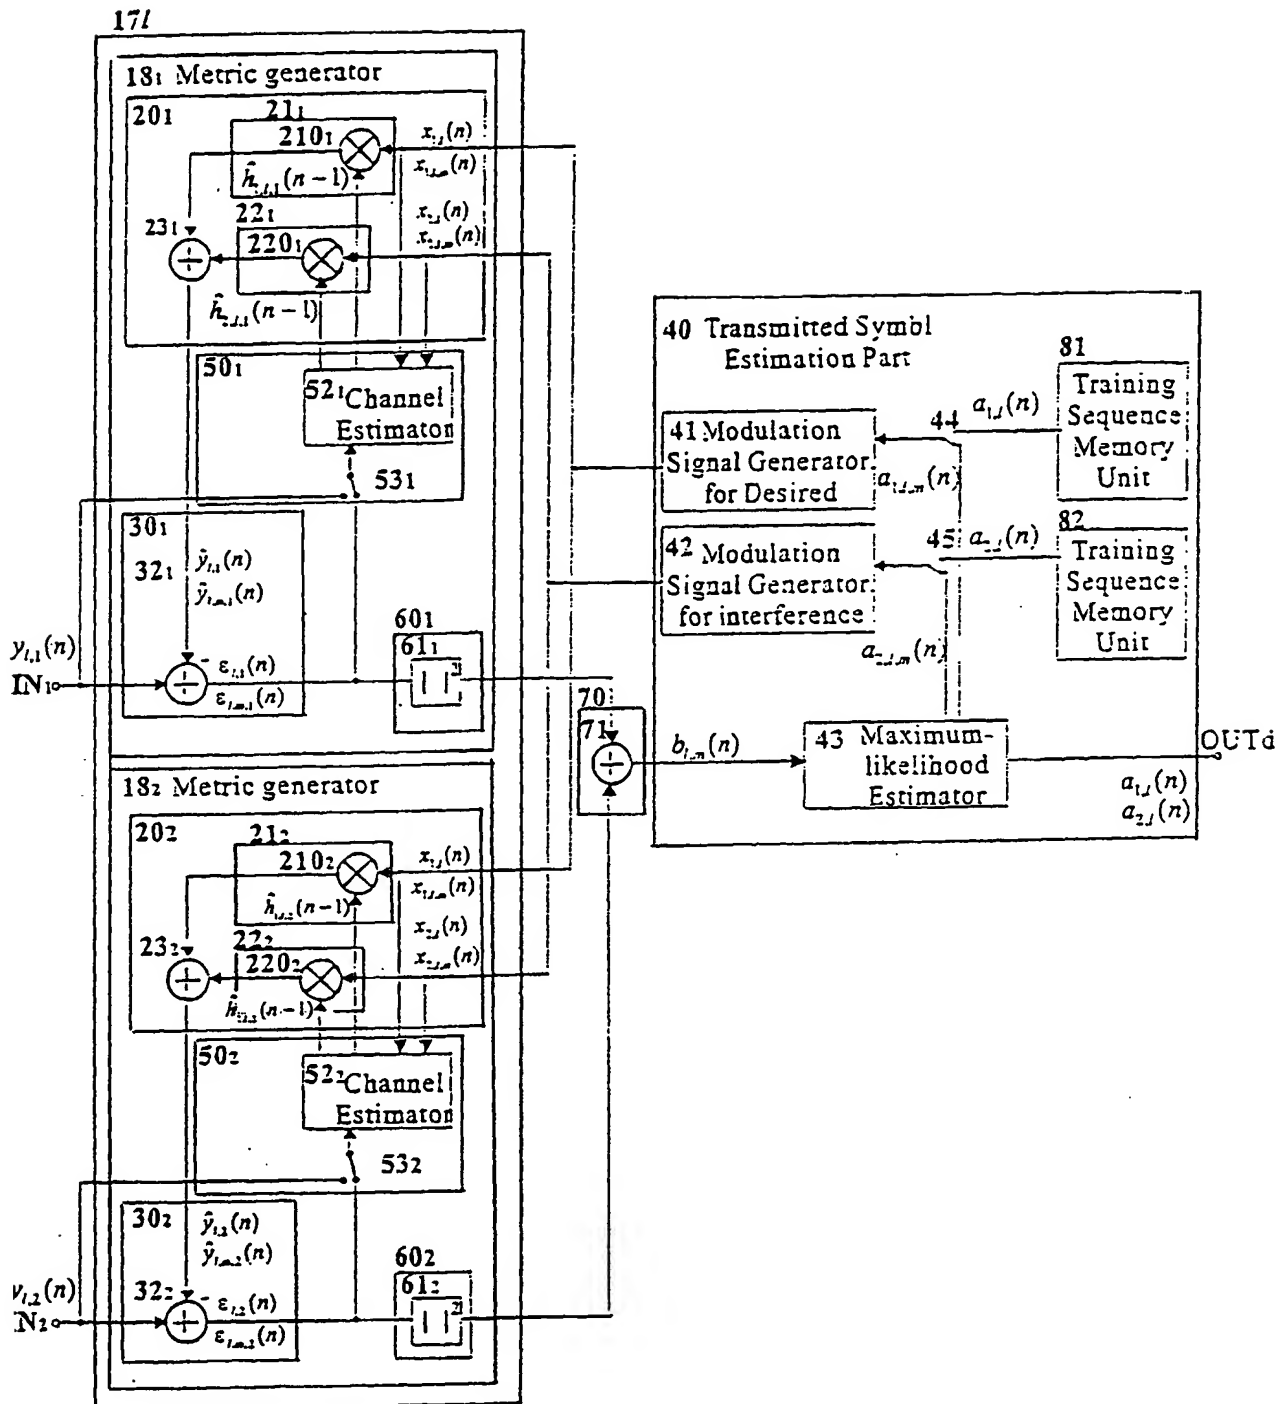 17l
18₁ Metric generator
20₁
21₁
210₁
x₁,l(n)
x₁,l,m(n)
ĥ₁,l,1(n−1)
22₁
x₂,l(n)
x₂,l,m(n)
23₁
220₁
ĥ₂,l,1(n−1)
50₁
52₁ Channel
Estimator
53₁
30₁
32₁
ŷl,1(n)
ŷl,m,1(n)
60₁
61₁
| |²
yl,1(n)
IN₁
εl,1(n)
εl,m,1(n)
−
40 Transmitted Symbl
Estimation Part
81
Training
Sequence
Memory
Unit
a₁,l(n)
44
41 Modulation
Signal Generator
for Desired
a₁,l,m(n)
82
Training
Sequence
Memory
Unit
a₂,l(n)
45
42 Modulation
Signal Generator
for interference
a₂,l,m(n)
70
71
bl,m(n)
43 Maximum-
likelihood
Estimator
OUTd
a₁,l(n)
a₂,l(n)
18₂ Metric generator
20₂
21₂
210₂
x₁,l(n)
x₁,l,m(n)
ĥ₁,l,2(n−1)
22₂
x₂,l(n)
x₂,l,m(n)
23₂
220₂
ĥ₂,l,2(n−1)
50₂
52₂ Channel
Estimator
53₂
30₂
32₂
ŷl,2(n)
ŷl,m,2(n)
60₂
61₂
| |²
yl,2(n)
IN₂
−
εl,2(n)
εl,m,2(n)